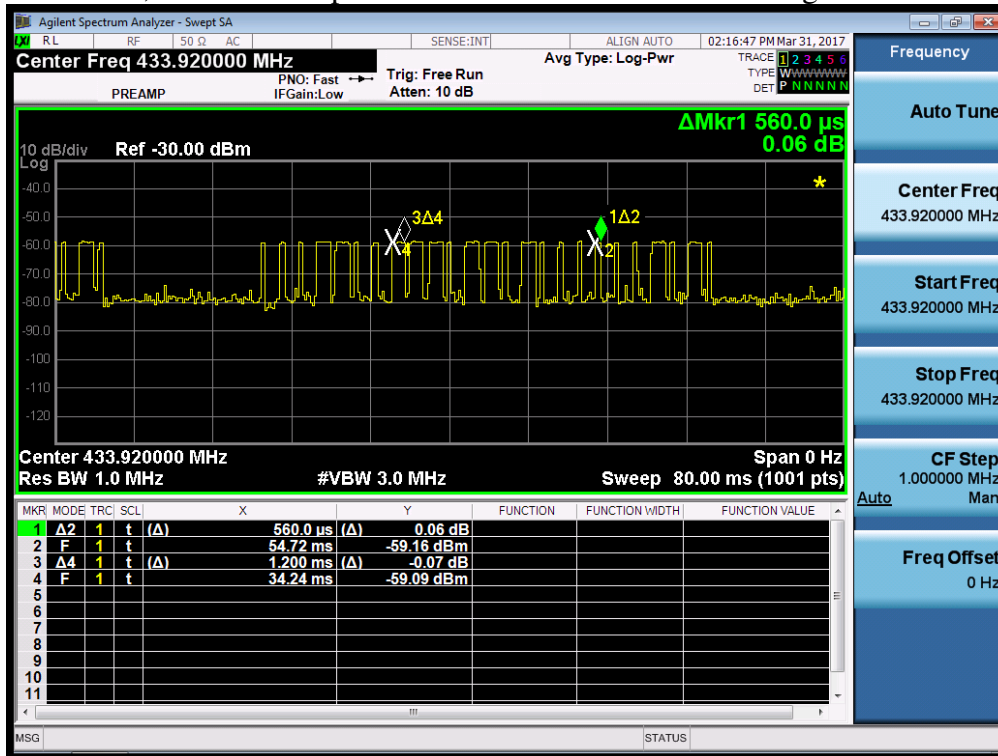 Agilent Spectrum Analyzer - Swept SA
LXI RL RF 50 Ω AC SENSE:INT ALIGN AUTO 02:16:47 PM Mar 31, 2017
Center Freq 433.920000 MHz Avg Type: Log-Pwr TRACE 1 2 3 4 5 6
PNO: Fast Trig: Free Run TYPE WWWWWW
PREAMP IFGain:Low Atten: 10 dB DET P N N N N N
ΔMkr1 560.0 µs
10 dB/div Ref -30.00 dBm 0.06 dB
Log
-40.0
-50.0 3Δ4 1Δ2
-60.0 X4 X2
-70.0
-80.0
-90.0
-100
-110
-120
Center 433.920000 MHz Span 0 Hz
Res BW 1.0 MHz #VBW 3.0 MHz Sweep 80.00 ms (1001 pts)
MKR MODE TRC SCL X Y FUNCTION FUNCTION WIDTH FUNCTION VALUE
1 Δ2 1 t (Δ) 560.0 µs (Δ) 0.06 dB
2 F 1 t 54.72 ms -59.16 dBm
3 Δ4 1 t (Δ) 1.200 ms (Δ) -0.07 dB
4 F 1 t 34.24 ms -59.09 dBm
5
6
7
8
9
10
11
MSG STATUS
Frequency
Auto Tune
Center Freq
433.920000 MHz
Start Freq
433.920000 MHz
Stop Freq
433.920000 MHz
CF Step
1.000000 MHz
Auto Man
Freq Offset
0 Hz